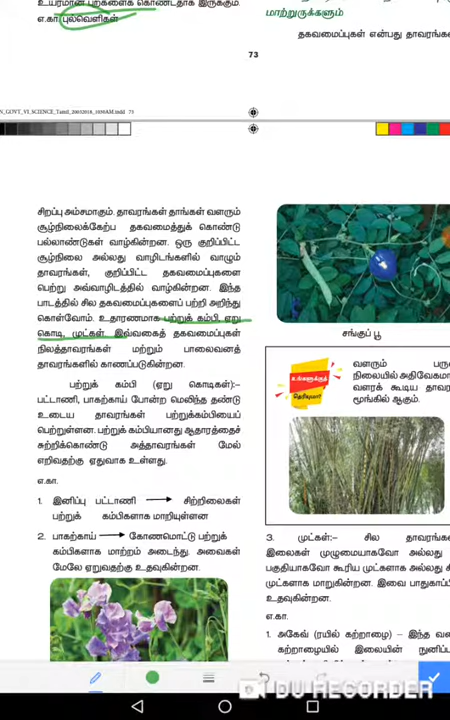 உயரமான புற்களைக் கொண்டதாக இருக்கும்.
எ.கா புல்வெளிகள்
மாற்றுருக்களும்
தகவமைப்புகள் என்பது
73
N_GOVT_VI_SCIENCE_Tamil_20032018_1050AM.indd 73
சிறப்பு அம்சமாகும். தாவரங்கள் தாங்கள் வளரும்
சூழ்நிலைக்கேற்ப தகவமைத்துக் கொண்டு
பல்லாண்டுகள் வாழ்கின்றன. ஒரு குறிப்பிட்ட
சூழ்நிலை அல்லது வாழிடங்களில் வாழும்
தாவரங்கள், குறிப்பிட்ட தகவமைப்புகளை
பெற்று அவ்வாழிடத்தில் வாழ்கின்றன. இந்த
பாடத்தில் சில தகவமைப்புகளைப் பற்றி அறிந்து
கொள்வோம். உதாரணமாக பற்றுக் கம்பி, ஏறு
கொடி, முட்கள். இவ்வகைத் தகவமைப்புகள்
நிலத்தாவரங்கள் மற்றும் பாலைவனத்
தாவரங்களில் காணப்படுகின்றன.
பற்றுக் கம்பி (ஏறு கொடிகள்):-
பட்டாணி, பாகற்காய் போன்ற மெலிந்த தண்டு
உடைய தாவரங்கள் பற்றுக்கம்பியைப்
பெற்றுள்ளன. பற்றுக் கம்பியானது ஆதாரத்தைச்
சுற்றிக்கொண்டு அத்தாவரங்கள் மேல்
எறிவதற்கு ஏதுவாக உள்ளது.
எ.கா.
1. இனிப்பு பட்டாணி → சிற்றிலைகள்
பற்றுக் கம்பிகளாக மாறியுள்ளன
2. பாகற்காய் → கோணமொட்டு பற்றுக்
கம்பிகளாக மாற்றம் அடைந்து. அவைகள்
மேலே ஏறுவதற்கு உதவுகின்றன.
சங்குப் பூ
உங்களுக்குத்
தெரியுமா?
வளரும்
நிலையில் அதிவேகமா
வளரக் கூடிய
மூங்கில் ஆகும்.
3. முட்கள்:- சில
இலைகள் முழுமையாகவோ அல்லது
பகுதியாகவோ கூரிய முட்களாக அல்லது
முட்களாக மாறுகின்றன. இவை
உதவுகின்றன.
எ.கா.
1. அகேவ் (ரயில் கற்றாழை) – இந்த
கற்றாழையில் இலையின்
DU RECORDER